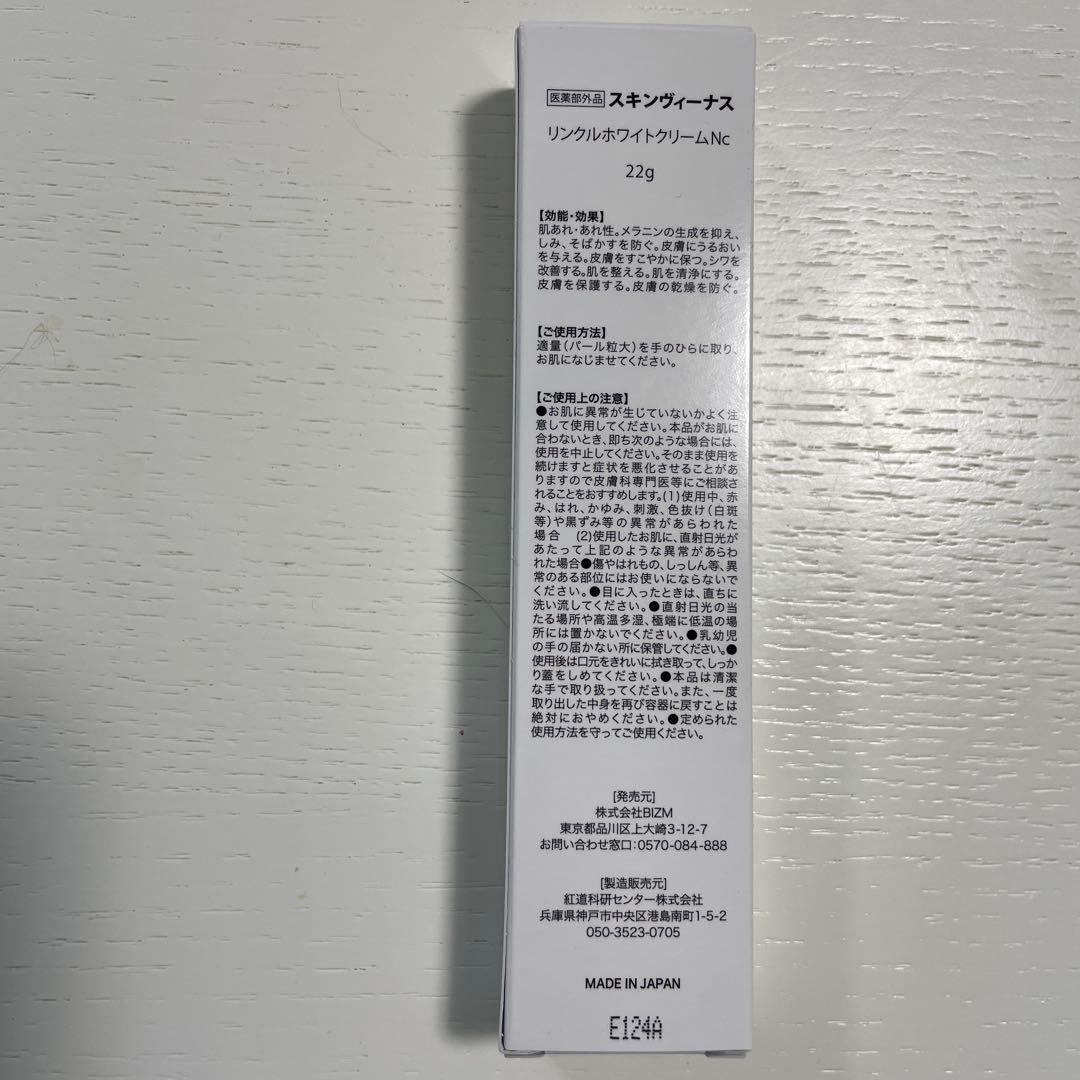 医薬部外品 スキンヴィーナス
リンクルホワイトクリームNc
22g
【効能・効果】
肌あれ・あれ性。メラニンの生成を抑え、
しみ、そばかすを防ぐ。皮膚にうるおい
を与える。皮膚をすこやかに保つ。シワを
改善する。肌を整える。肌を清浄にする。
皮膚を保護する。皮膚の乾燥を防ぐ。
【ご使用方法】
適量(パール粒大)を手のひらに取り、
お肌になじませてください。
【ご使用上の注意】
●お肌に異常が生じていないかよく注
意して使用してください。本品がお肌に
合わないとき、即ち次のような場合には、
使用を中止してください。そのまま使用を
続けますと症状を悪化させることがあ
りますので皮膚科専門医等にご相談さ
れることをおすすめします。(1)使用中、赤
み、はれ、かゆみ、刺激、色抜け(白斑
等)や黒ずみ等の異常があらわれた
場合 (2)使用したお肌に、直射日光が
あたって上記のような異常があらわ
れた場合●傷やはれもの、しっしん等、異
常のある部位にはお使いにならないで
ください。●目に入ったときは、直ちに
洗い流してください。●直射日光の当
たる場所や高温多湿、極端に低温の場
所には置かないでください。●乳幼児
の手の届かない所に保管してください。●
使用後は口元をきれいに拭き取って、しっか
り蓋をしめてください。●本品は清潔
な手で取り扱ってください。また、一度
取り出した中身を再び容器に戻すことは
絶対におやめください。●定められた
使用方法を守ってご使用ください。
[発売元]
株式会社BIZM
東京都品川区上大崎3-12-7
お問い合わせ窓口:0570-084-888
[製造販売元]
紅道科研センター株式会社
兵庫県神戸市中央区港島南町1-5-2
050-3523-0705
MADE IN JAPAN
E124A